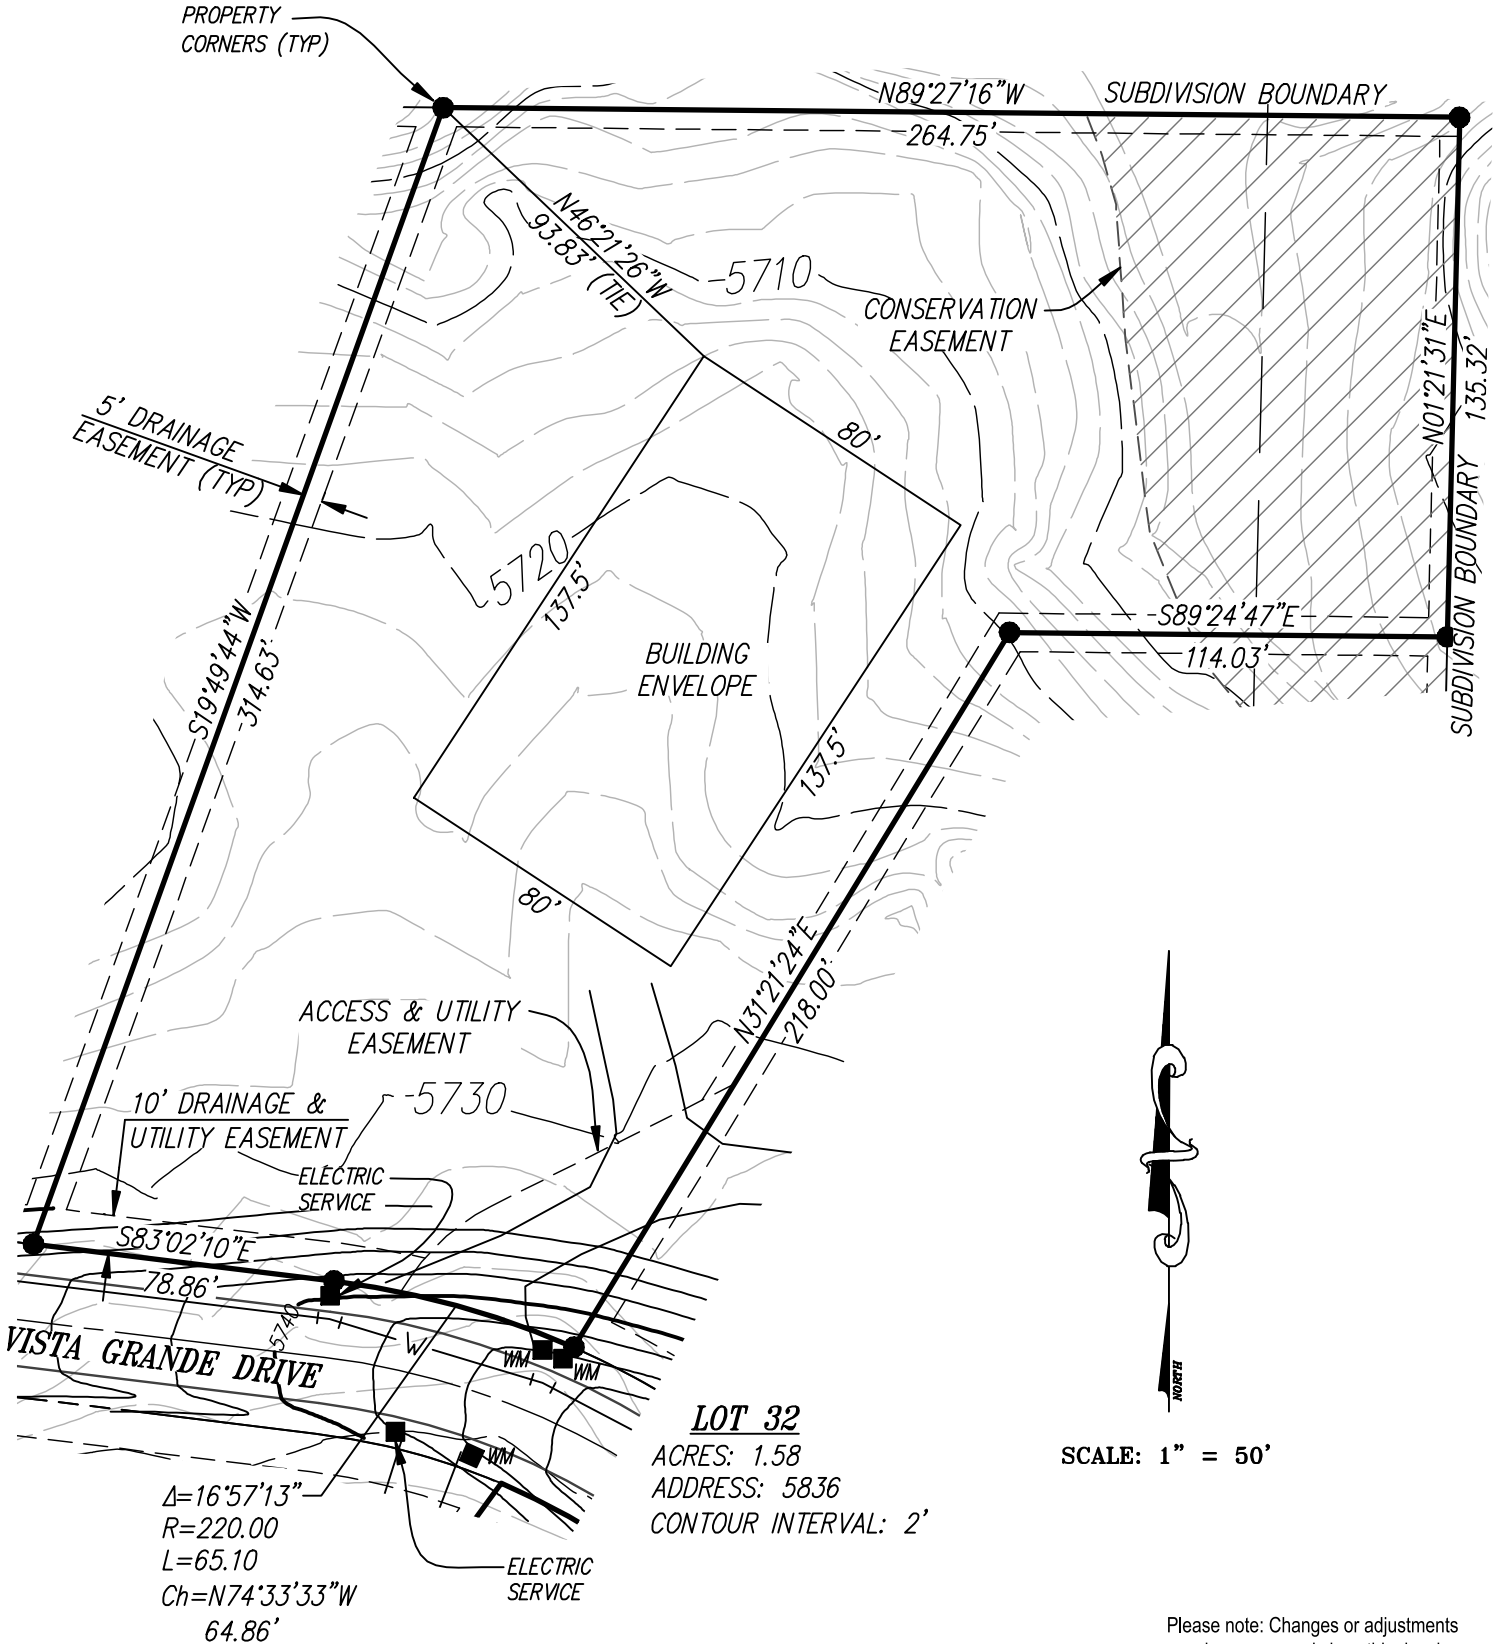 PROPERTY
CORNERS (TYP)
N89°27'16"W
SUBDIVISION BOUNDARY
264.75'
N46°21'26"W
93.83' (TIE)
5710
CONSERVATION
EASEMENT
N01°21'31"E
135.32'
SUBDIVISION BOUNDARY
5' DRAINAGE
EASEMENT (TYP)
80'
5720
137.5'
BUILDING
ENVELOPE
S89°24'47"E
114.03'
S19°49'44"W
314.63'
137.5'
80'
N31°21'24"E
218.00'
ACCESS & UTILITY
EASEMENT
5730
10' DRAINAGE &
UTILITY EASEMENT
ELECTRIC
SERVICE
S83°02'10"E
78.86'
5740
W
VISTA GRANDE DRIVE
WM
WM
WM
LOT 32
ACRES: 1.58
ADDRESS: 5836
CONTOUR INTERVAL: 2'
NORTH
SCALE: 1" = 50'
Δ=16°57'13"
R=220.00
L=65.10
Ch=N74°33'33"W
64.86'
ELECTRIC
SERVICE
Please note: Changes or adjustments